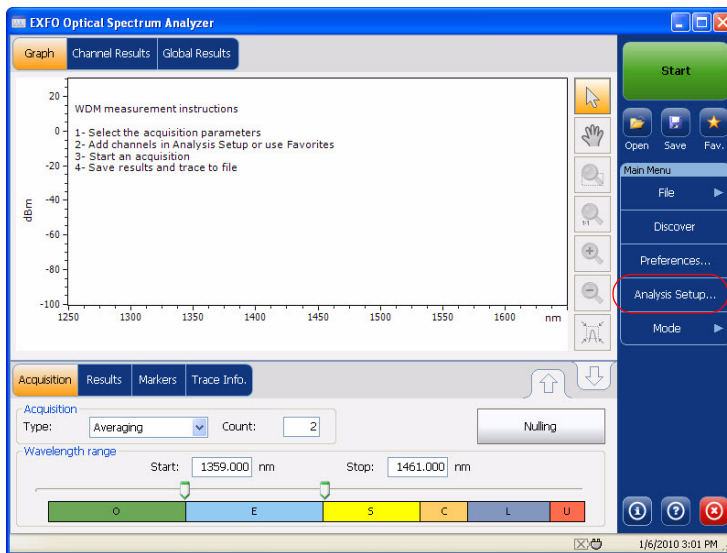 EXFO Optical Spectrum Analyzer
Graph Channel Results Global Results
WDM measurement instructions
1- Select the acquisition parameters
2- Add channels in Analysis Setup or use Favorites
3- Start an acquisition
4- Save results and trace to file
dBm
20
0
-20
-40
-60
-80
-100
1250 1300 1350 1400 1450 1500 1550 1600 nm
1:1
Start
Open Save Fav.
Main Menu
File
Discover
Preferences...
Analysis Setup...
Mode
Acquisition Results Markers Trace Info.
Acquisition
Type: Averaging Count: 2
Nulling
Wavelength range
Start: 1359.000 nm Stop: 1461.000 nm
O E S C L U
1/6/2010 3:01 PM